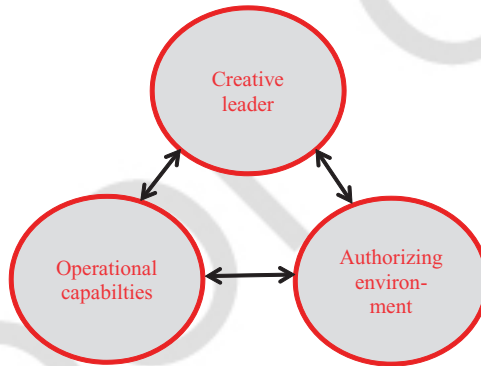 Creative
leader
Operational
capabilties
Authorizing
environ-
ment